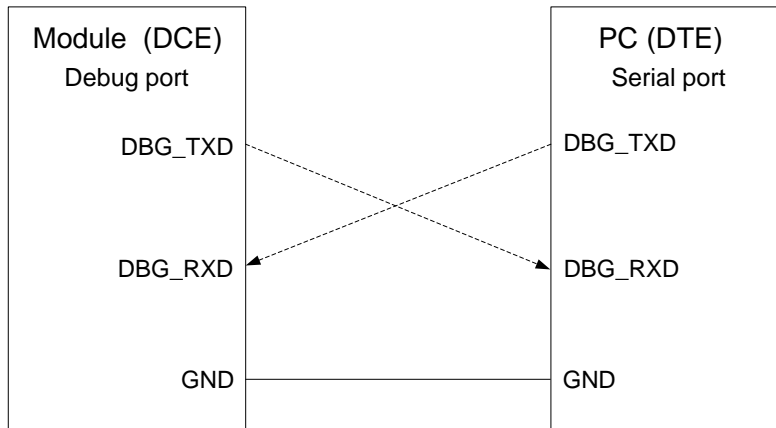 Module (DCE)
Debug port
DBG_TXD
DBG_RXD
GND
PC (DTE)
Serial port
DBG_TXD
DBG_RXD
GND